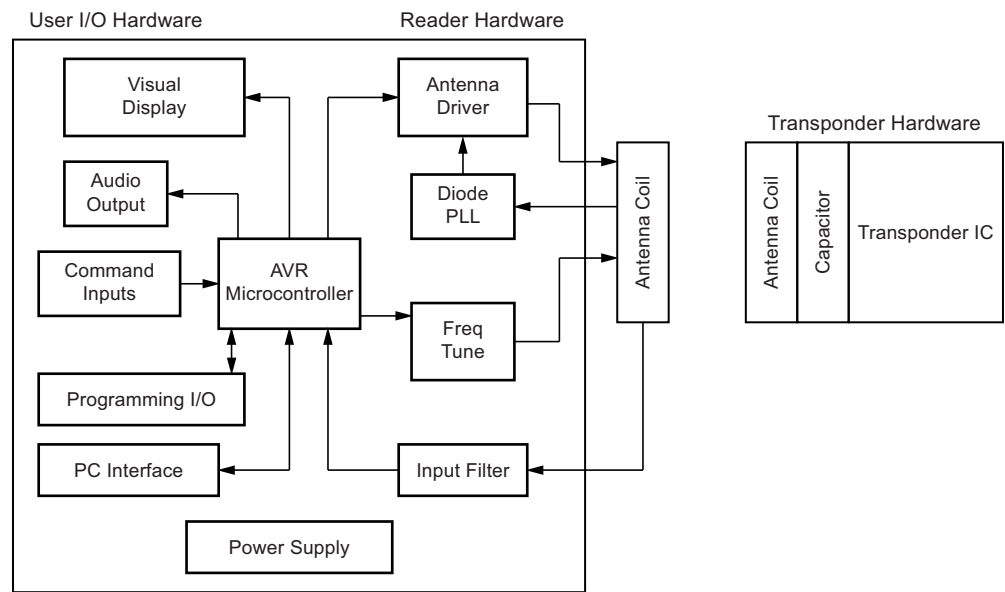 User I/O Hardware
Reader Hardware
Visual
Display
Antenna
Driver
Transponder Hardware
Audio
Output
Diode
PLL
Antenna Coil
Antenna Coil
Capacitor
Transponder IC
Command
Inputs
AVR
Microcontroller
Freq
Tune
Programming I/O
PC Interface
Input Filter
Power Supply